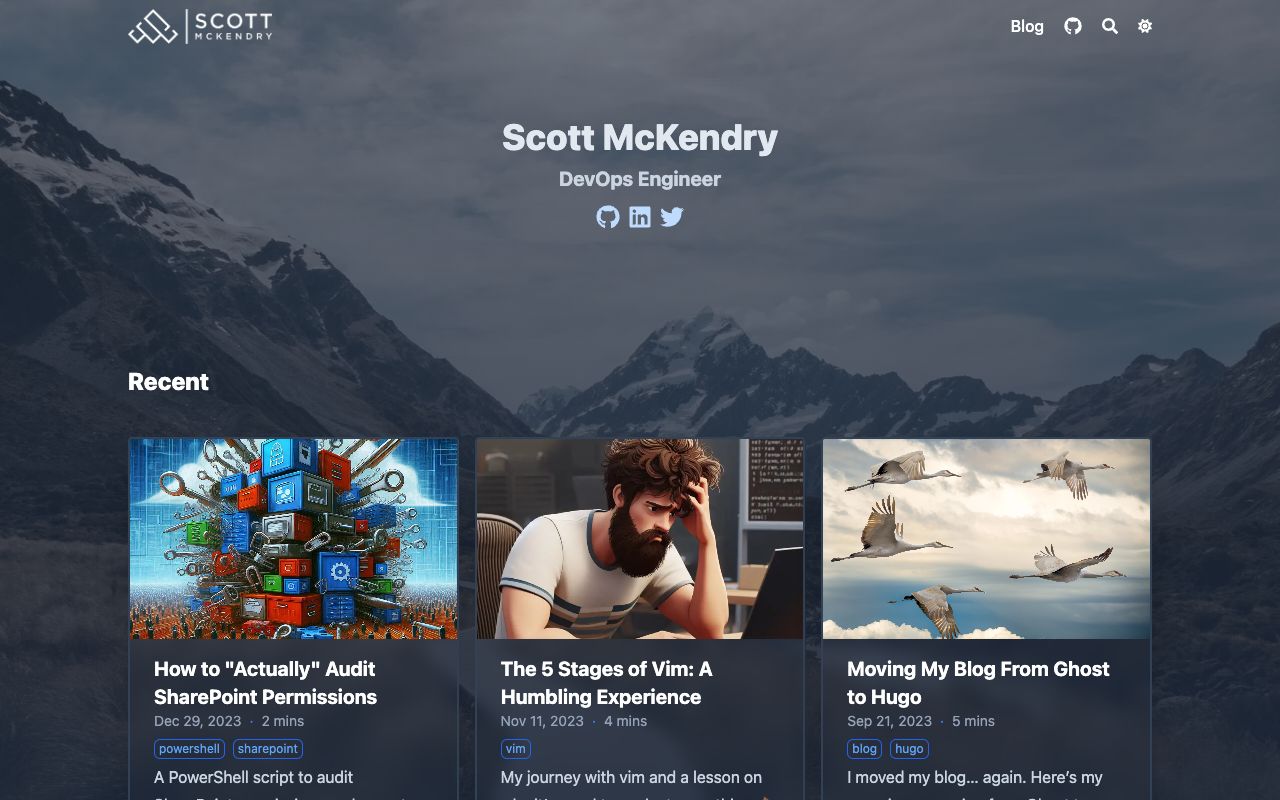 SCOTT
MCKENDRY
Blog
Scott McKendry
DevOps Engineer
Recent
How to "Actually" Audit
SharePoint Permissions
Dec 29, 2023 · 2 mins
powershell sharepoint
A PowerShell script to audit
The 5 Stages of Vim: A
Humbling Experience
Nov 11, 2023 · 4 mins
vim
My journey with vim and a lesson on
Moving My Blog From Ghost
to Hugo
Sep 21, 2023 · 5 mins
blog hugo
I moved my blog... again. Here’s my